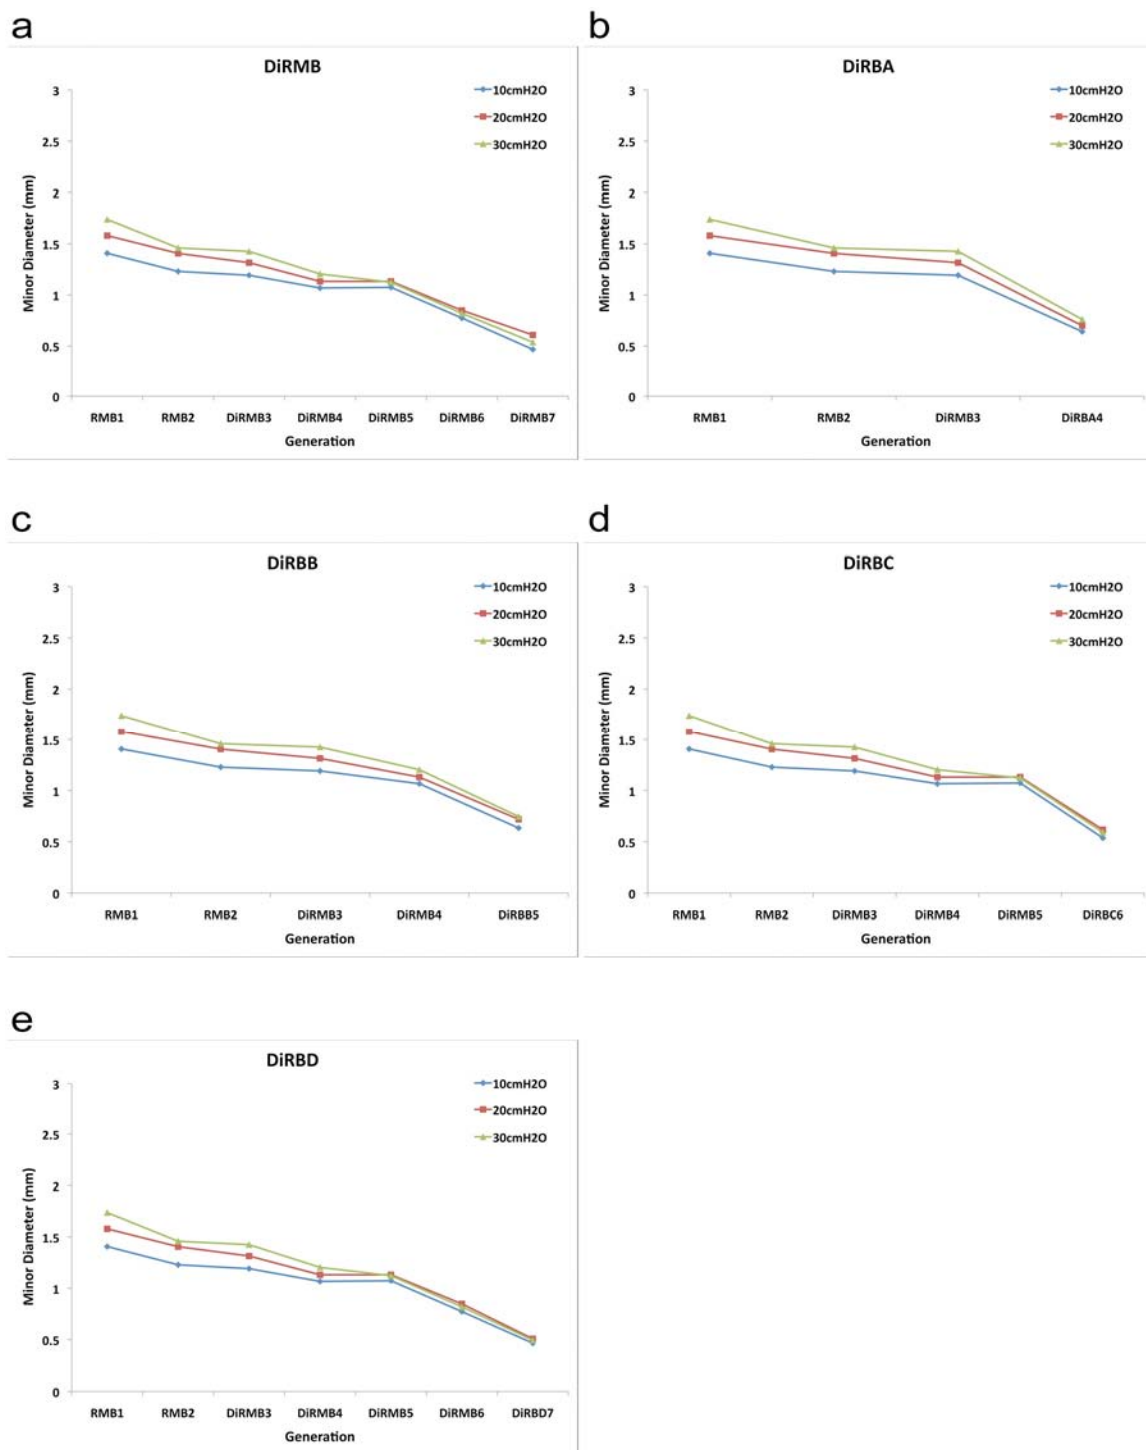 a
DiRMB
3
2.5
2
1.5
1
0.5
0
Minor Diameter (mm)
10cmH2O
20cmH2O
30cmH2O
RMB1 RMB2 DiRMB3 DiRMB4 DiRMB5 DiRMB6 DiRMB7
Generation
b
DiRBA
3
2.5
2
1.5
1
0.5
0
Minor Diameter (mm)
10cmH2O
20cmH2O
30cmH2O
RMB1 RMB2 DiRMB3 DiRBA4
Generation
c
DiRBB
3
2.5
2
1.5
1
0.5
0
Minor Diameter (mm)
10cmH2O
20cmH2O
30cmH2O
RMB1 RMB2 DiRMB3 DiRMB4 DiRBB5
Generation
d
DiRBC
3
2.5
2
1.5
1
0.5
0
Minor Diameter (mm)
10cmH2O
20cmH2O
30cmH2O
RMB1 RMB2 DiRMB3 DiRMB4 DiRMB5 DiRBC6
Generation
e
DiRBD
3
2.5
2
1.5
1
0.5
0
Minor Diameter (mm)
10cmH2O
20cmH2O
30cmH2O
RMB1 RMB2 DiRMB3 DiRMB4 DiRMB5 DiRMB6 DiRBD7
Generation